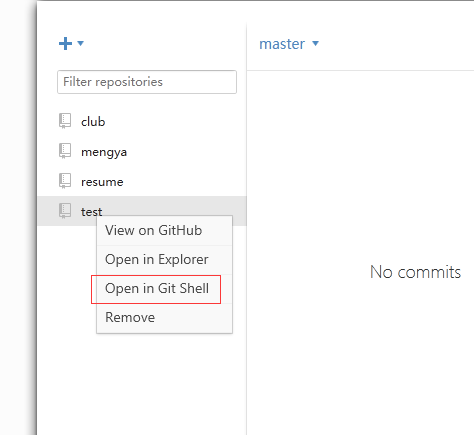 master
Filter repositories
club
mengya
resume
test
View on GitHub
Open in Explorer
Open in Git Shell
Remove
No commits